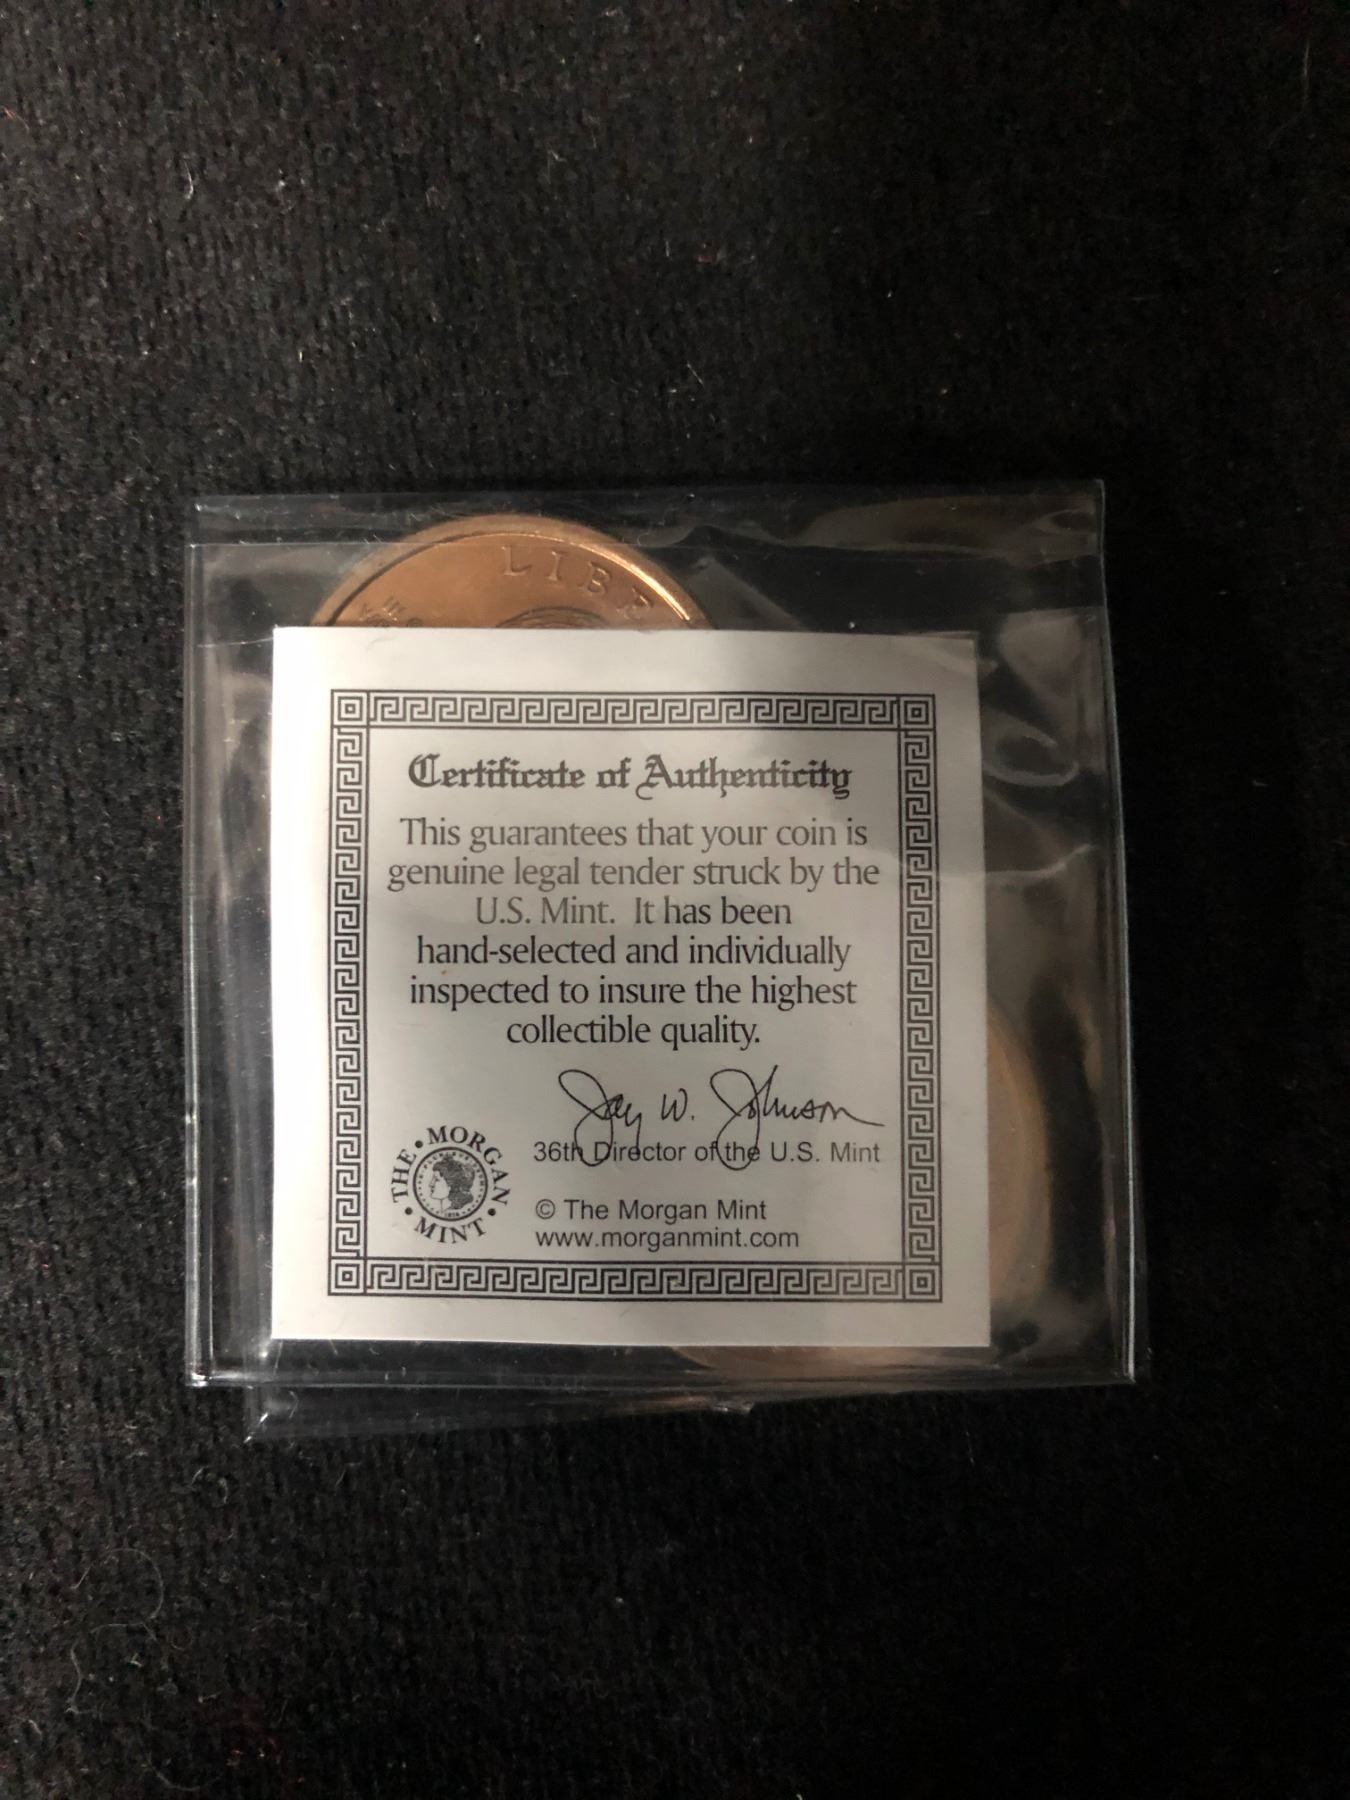 LIBE
Certificate of Authenticity
This guarantees that your coin is
genuine legal tender struck by the
U.S. Mint. It has been
hand-selected and individually
inspected to insure the highest
collectible quality.
Jay W. Johnson
36th Director of the U.S. Mint
THE • MORGAN • MINT •
© The Morgan Mint
www.morganmint.com